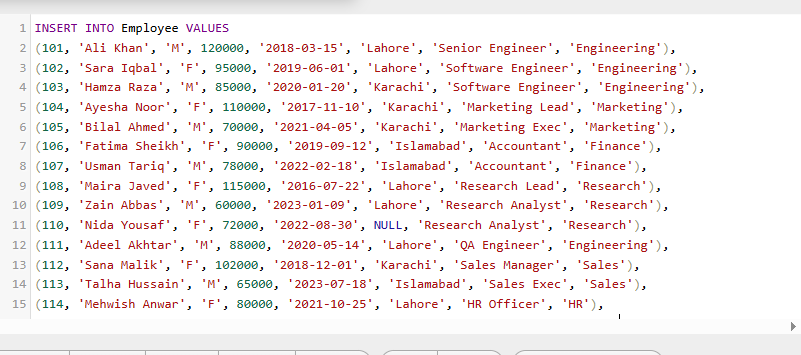 1 INSERT INTO Employee VALUES
2 (101, 'Ali Khan', 'M', 120000, '2018-03-15', 'Lahore', 'Senior Engineer', 'Engineering'),
3 (102, 'Sara Iqbal', 'F', 95000, '2019-06-01', 'Lahore', 'Software Engineer', 'Engineering'),
4 (103, 'Hamza Raza', 'M', 85000, '2020-01-20', 'Karachi', 'Software Engineer', 'Engineering'),
5 (104, 'Ayesha Noor', 'F', 110000, '2017-11-10', 'Karachi', 'Marketing Lead', 'Marketing'),
6 (105, 'Bilal Ahmed', 'M', 70000, '2021-04-05', 'Karachi', 'Marketing Exec', 'Marketing'),
7 (106, 'Fatima Sheikh', 'F', 90000, '2019-09-12', 'Islamabad', 'Accountant', 'Finance'),
8 (107, 'Usman Tariq', 'M', 78000, '2022-02-18', 'Islamabad', 'Accountant', 'Finance'),
9 (108, 'Maira Javed', 'F', 115000, '2016-07-22', 'Lahore', 'Research Lead', 'Research'),
10 (109, 'Zain Abbas', 'M', 60000, '2023-01-09', 'Lahore', 'Research Analyst', 'Research'),
11 (110, 'Nida Yousaf', 'F', 72000, '2022-08-30', NULL, 'Research Analyst', 'Research'),
12 (111, 'Adeel Akhtar', 'M', 88000, '2020-05-14', 'Lahore', 'QA Engineer', 'Engineering'),
13 (112, 'Sana Malik', 'F', 102000, '2018-12-01', 'Karachi', 'Sales Manager', 'Sales'),
14 (113, 'Talha Hussain', 'M', 65000, '2023-07-18', 'Islamabad', 'Sales Exec', 'Sales'),
15 (114, 'Mehwish Anwar', 'F', 80000, '2021-10-25', 'Lahore', 'HR Officer', 'HR'),